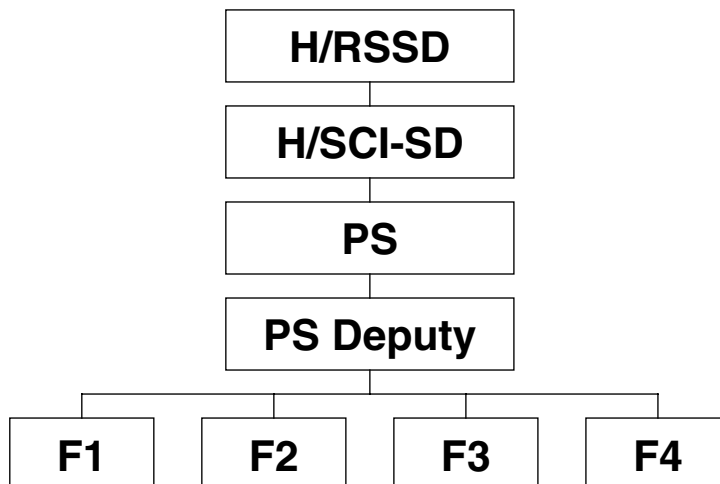 H/RSSD
H/SCI-SD
PS
PS Deputy
F1 F2 F3 F4